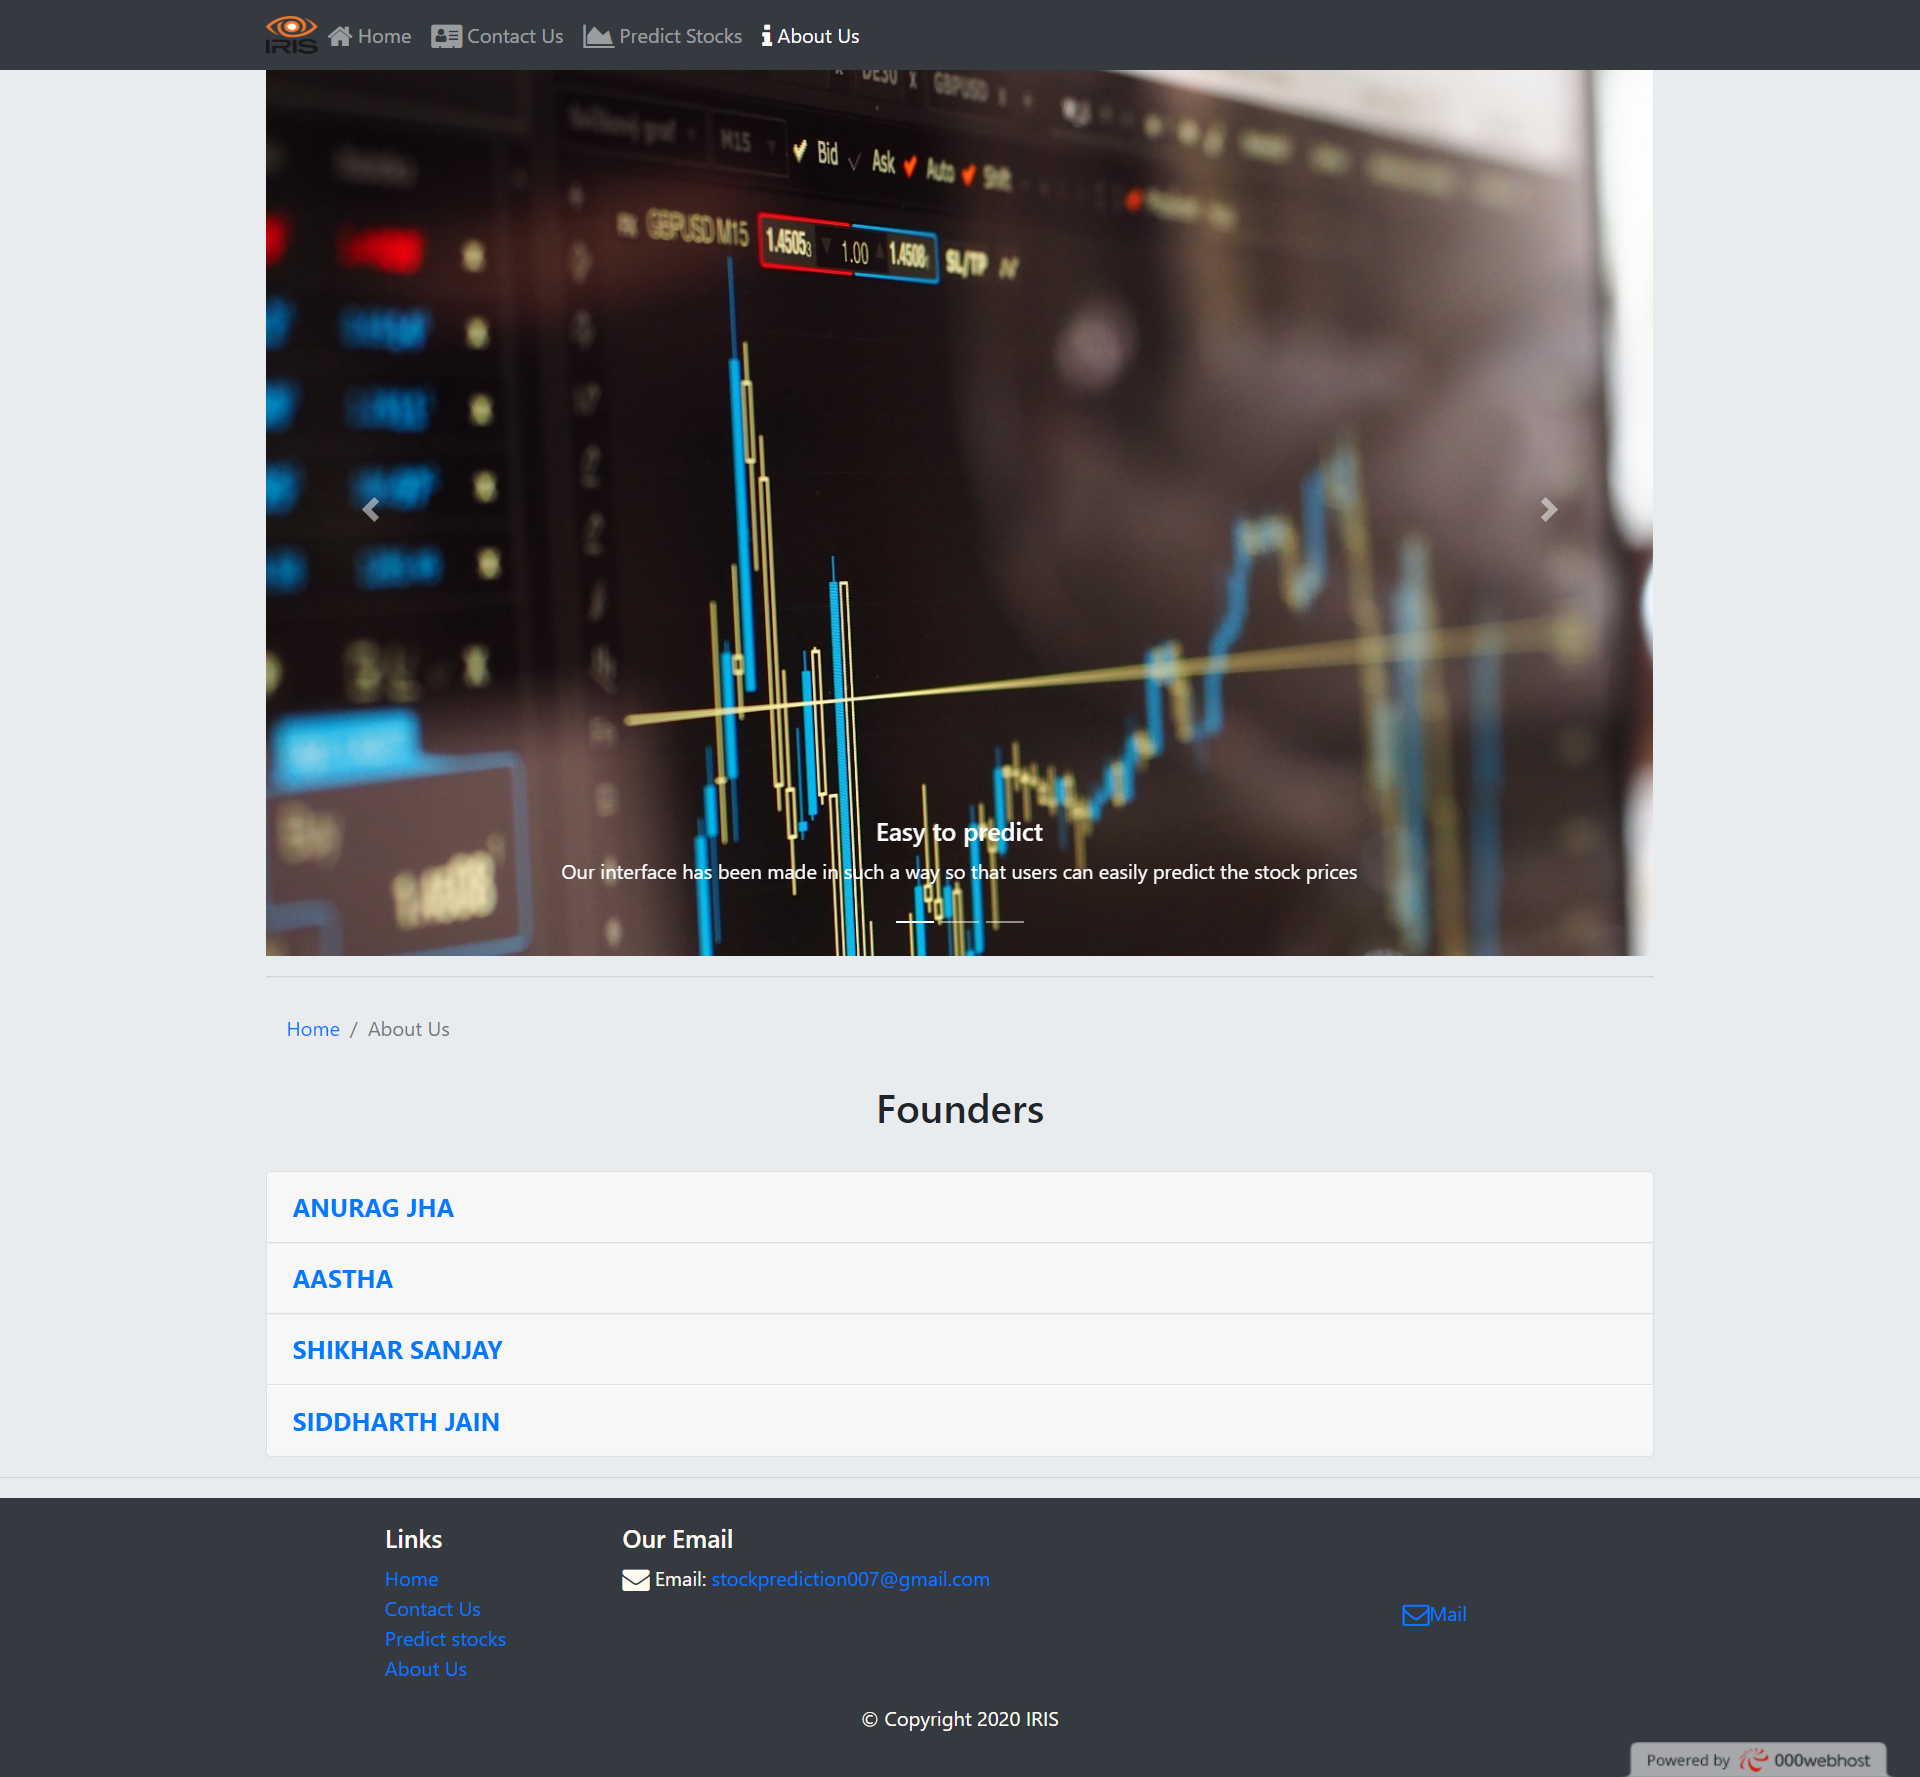 IRIS
Home
Contact Us
Predict Stocks
About Us
GBPUSD
M15
Bid
Ask
Auto
Shift
GBPUSD M15
1.45053
1.00
1.4508
SL/TP
Easy to predict
Our interface has been made in such a way so that users can easily predict the stock prices
Home / About Us
Founders
ANURAG JHA
AASTHA
SHIKHAR SANJAY
SIDDHARTH JAIN
Links
Home
Contact Us
Predict stocks
About Us
Our Email
Email: stockprediction007@gmail.com
Mail
© Copyright 2020 IRIS
Powered by 000webhost